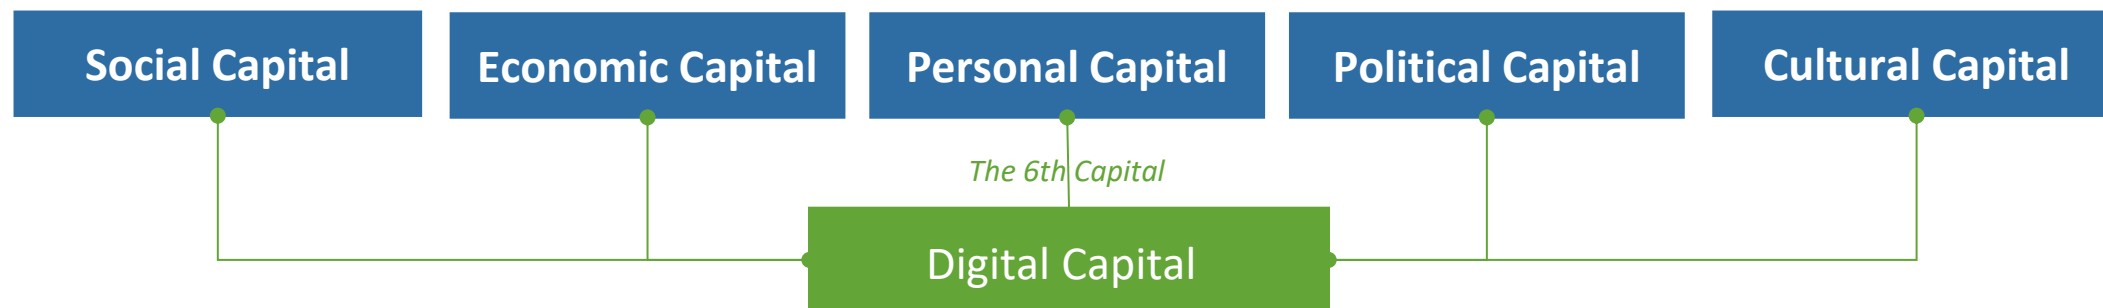 Social Capital
Economic Capital
Personal Capital
Political Capital
Cultural Capital
The 6th Capital
Digital Capital